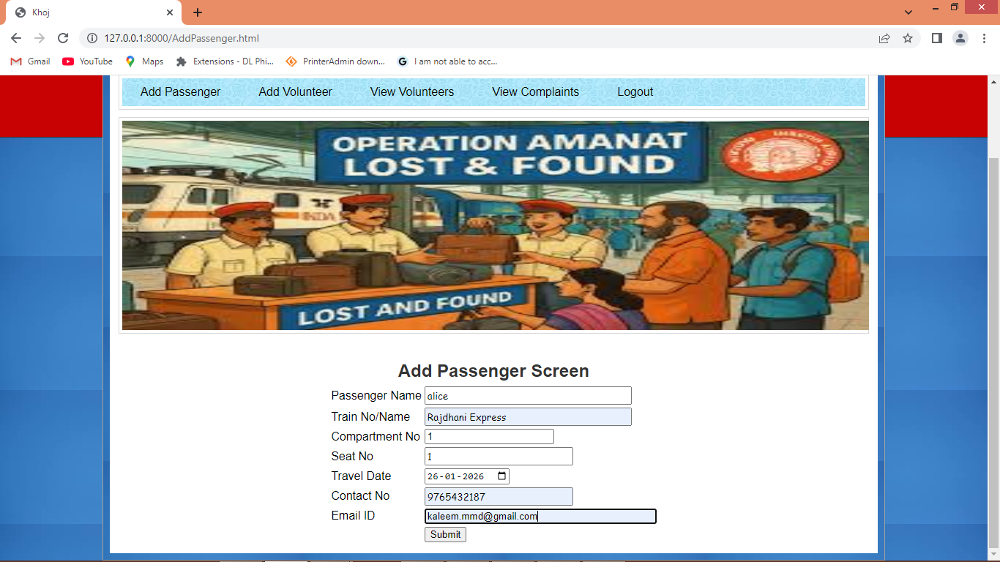 Khoj
127.0.0.1:8000/AddPassenger.html
Gmail YouTube Maps Extensions - DL Phi... PrinterAdmin down... I am not able to acc...
Add Passenger Add Volunteer View Volunteers View Complaints Logout
OPERATION AMANAT
LOST & FOUND
INDA
LOST AND FOUND
Add Passenger Screen
Passenger Name alice
Train No/Name Rajdhani Express
Compartment No 1
Seat No 1
Travel Date 26-01-2026
Contact No 9765432187
Email ID kaleem.mmd@gmail.com
Submit